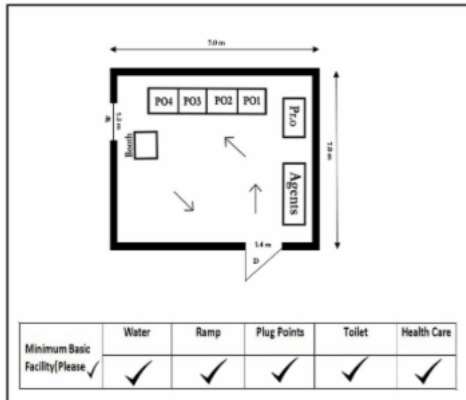 7.0 m
PO4 PO3 PO2 PO1
Pr.o
Booth
Agents
7.0 m
1.4 m
D
Water Ramp Plug Points Toilet Health Care
Minimum Basic
Facility(Please ✓ ✓ ✓ ✓ ✓ ✓